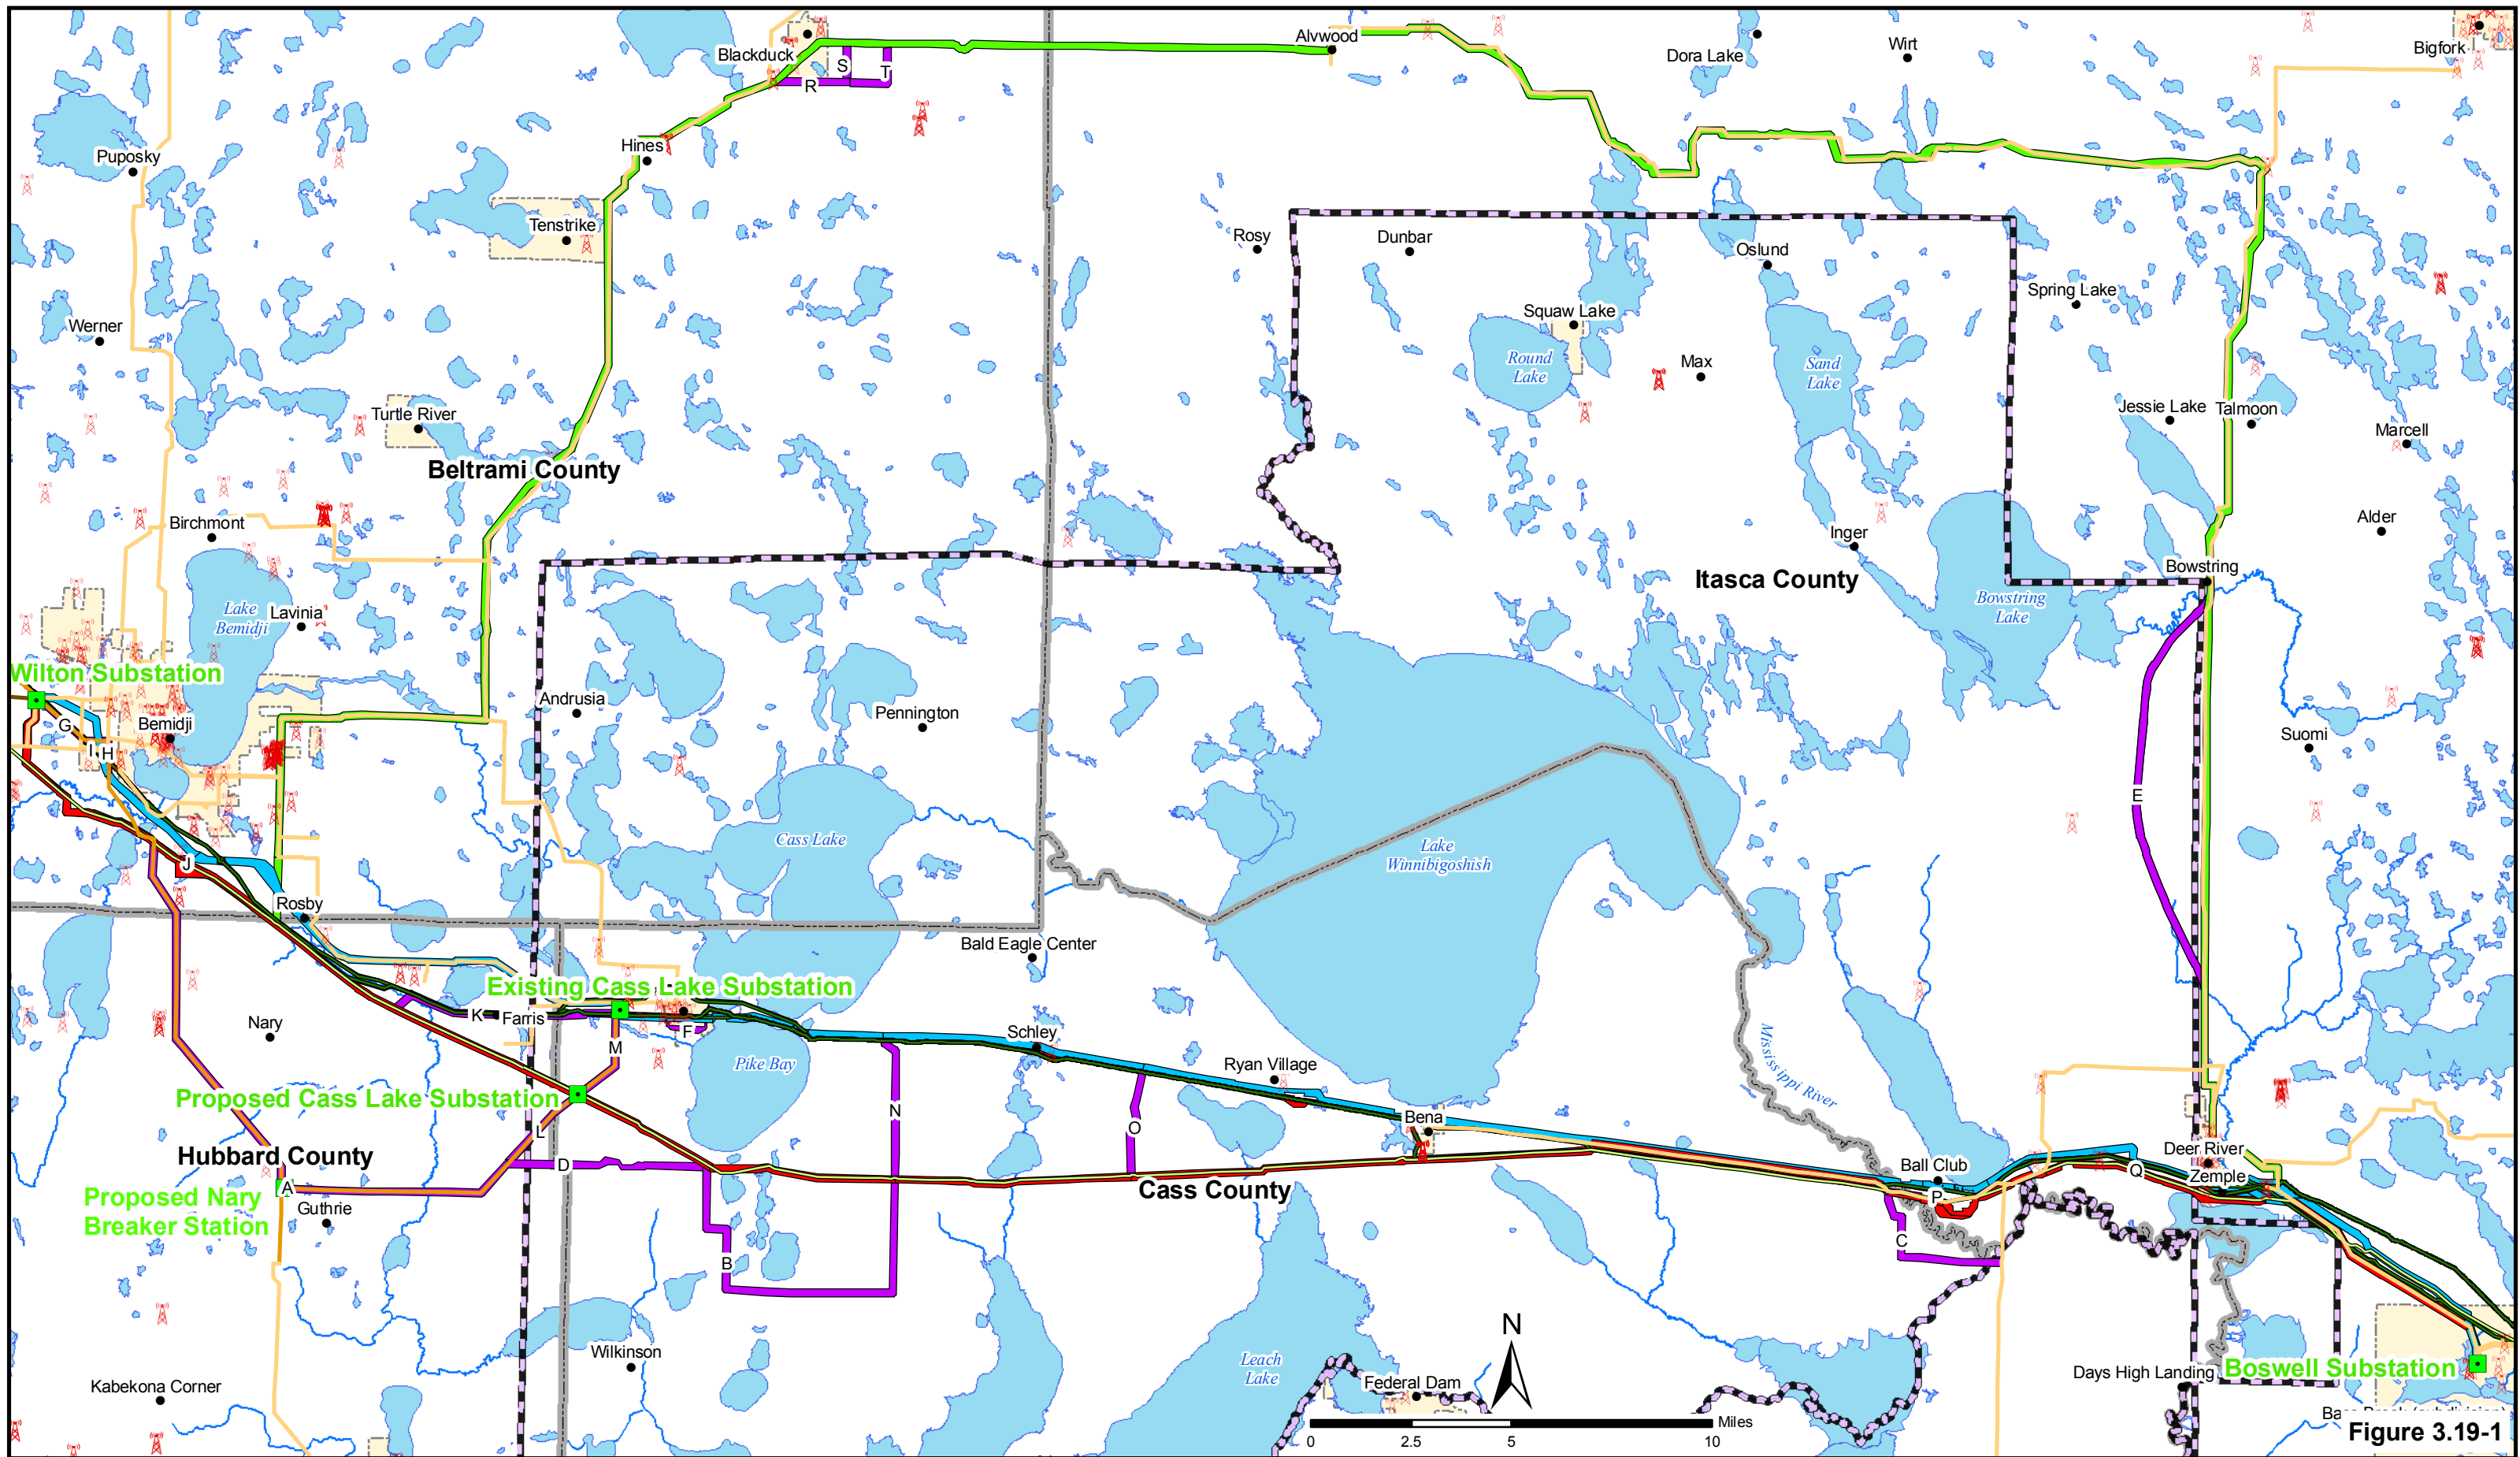 Blackduck
S
T
R
Alvwood
Dora Lake
Wirt
Bigfork
Puposky
Hines
Tenstrike
Rosy
Dunbar
Oslund
Spring Lake
Werner
Squaw Lake
Round
Lake
Max
Sand
Lake
Turtle River
Jessie Lake
Talmoon
Marcell
Beltrami County
Birchmont
Inger
Alder
Itasca County
Bowstring
Bowstring
Lake
Lake
Bemidji
Lavinia
Wilton Substation
Andrusia
Pennington
G
Bemidji
I
H
Suomi
E
Cass Lake
Lake
Winnibigoshish
J
Rosby
Bald Eagle Center
Existing Cass Lake Substation
K
Farris
F
Nary
M
Pike Bay
Schley
Ryan Village
Mississippi River
Proposed Cass Lake Substation
N
O
Bena
L
Hubbard County
D
Deer River
Ball Club
Q
Zemple
A
Cass County
P
Proposed Nary
Breaker Station
Guthrie
C
B
N
Wilkinson
Leach
Lake
Federal Dam
Days High Landing
Boswell Substation
Kabekona Corner
Miles
0
2.5
5
10
Figure 3.19-1